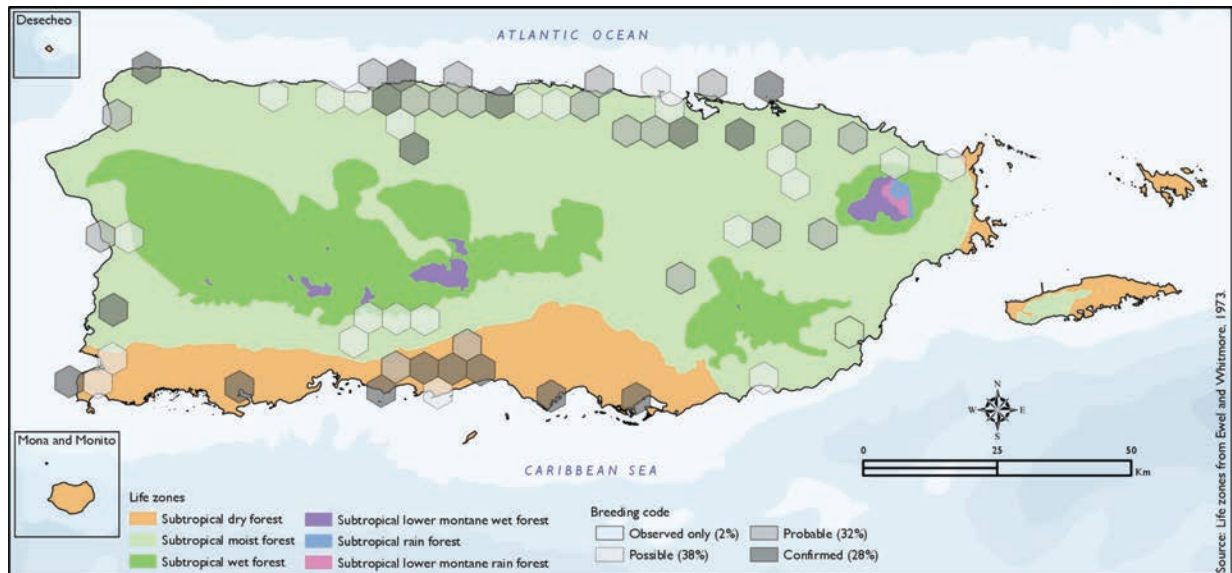 Desecheo
ATLANTIC OCEAN
N
W
E
S
0
25
50
Km
Mona and Monito
CARIBBEAN SEA
Life zones
Subtropical dry forest
Subtropical moist forest
Subtropical wet forest
Subtropical lower montane wet forest
Subtropical rain forest
Subtropical lower montane rain forest
Breeding code
Observed only (2%)
Possible (38%)
Probable (32%)
Confirmed (28%)
Source: Life zones from Ewel and Whitmore, 1973.